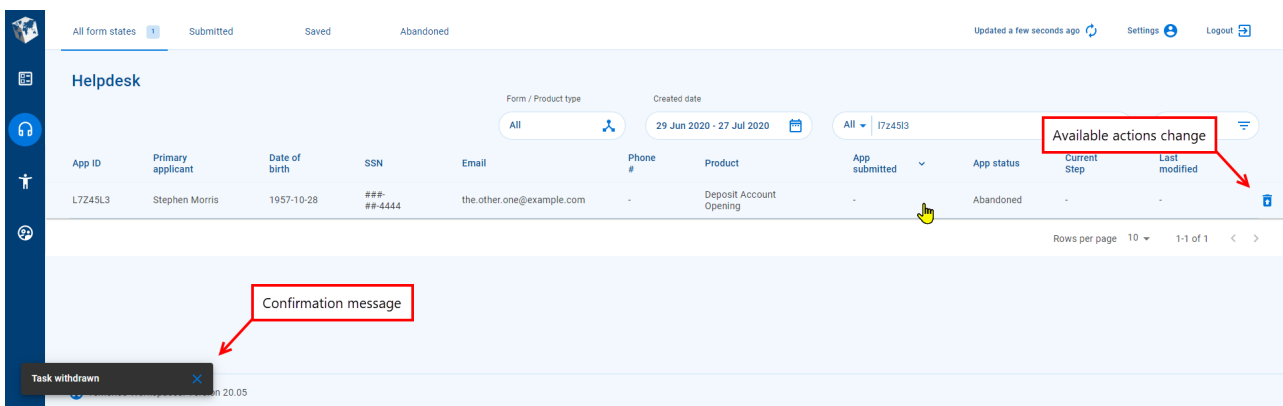 All form states 1 Submitted Saved Abandoned Updated a few seconds ago Settings Logout
Helpdesk
Form / Product type Created date
All 29 Jun 2020 - 27 Jul 2020 All l7z45l3
Available actions change
App ID Primary applicant Date of birth SSN Email Phone # Product App submitted App status Current Step Last modified
L7Z45L3 Stephen Morris 1957-10-28 ###-##-4444 the.other.one@example.com - Deposit Account Opening - Abandoned - -
Rows per page 10 1-1 of 1
Confirmation message
Task withdrawn
20.05